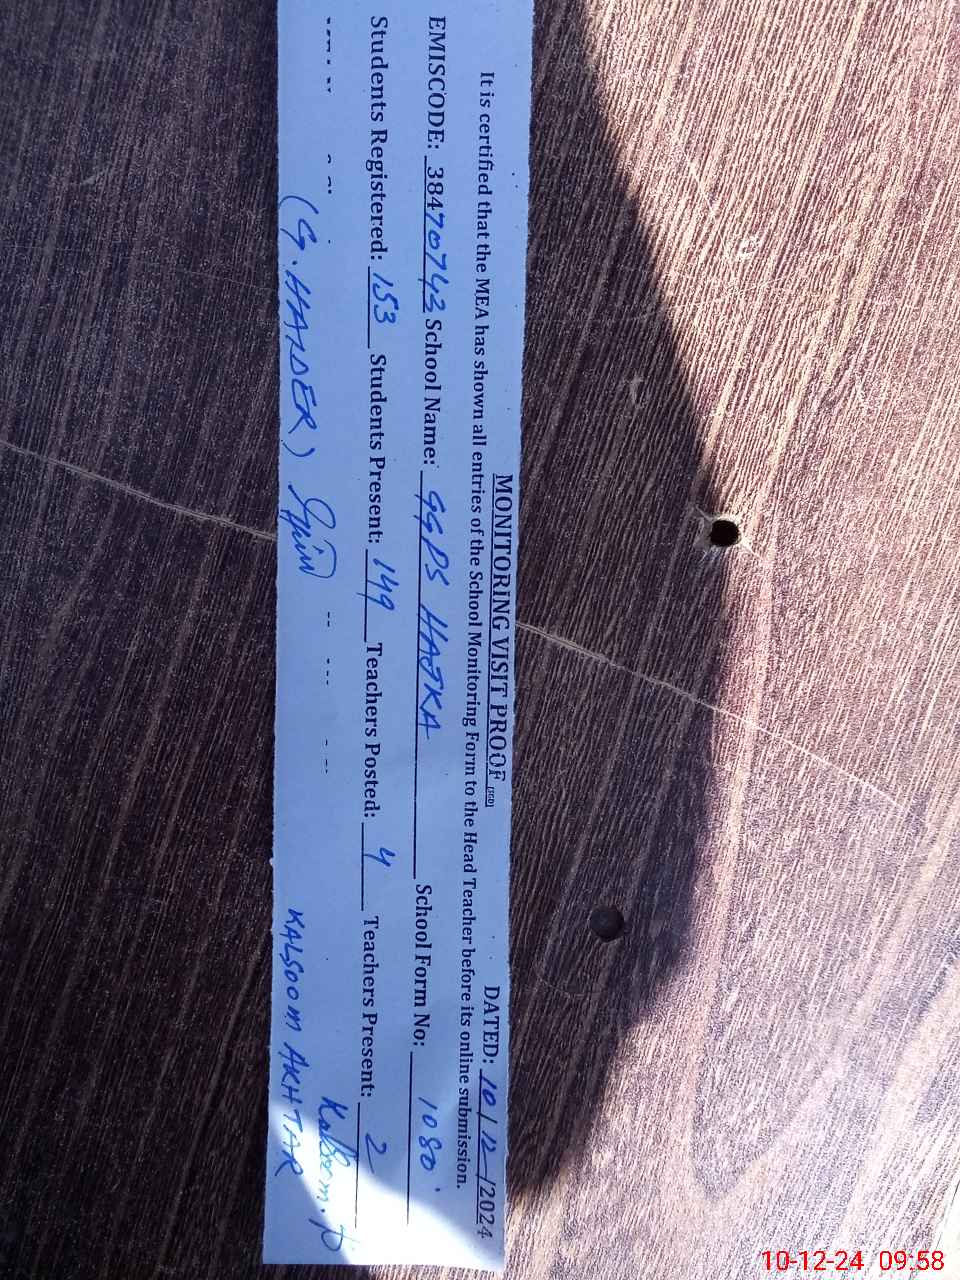 MONITORING VISIT PROOF (SGD) DATED: 10/12/2024
It is certified that the MEA has shown all entries of the School Monitoring Form to the Head Teacher before its online submission.
EMISCODE: 38470743 School Name: GGPS HAJKA School Form No: 1080
Students Registered: 153 Students Present: 149 Teachers Posted: 4 Teachers Present: 2
Kalsoom. A
(G. HAIDER) KALSOOM AKHTAR
10-12-24 09:58